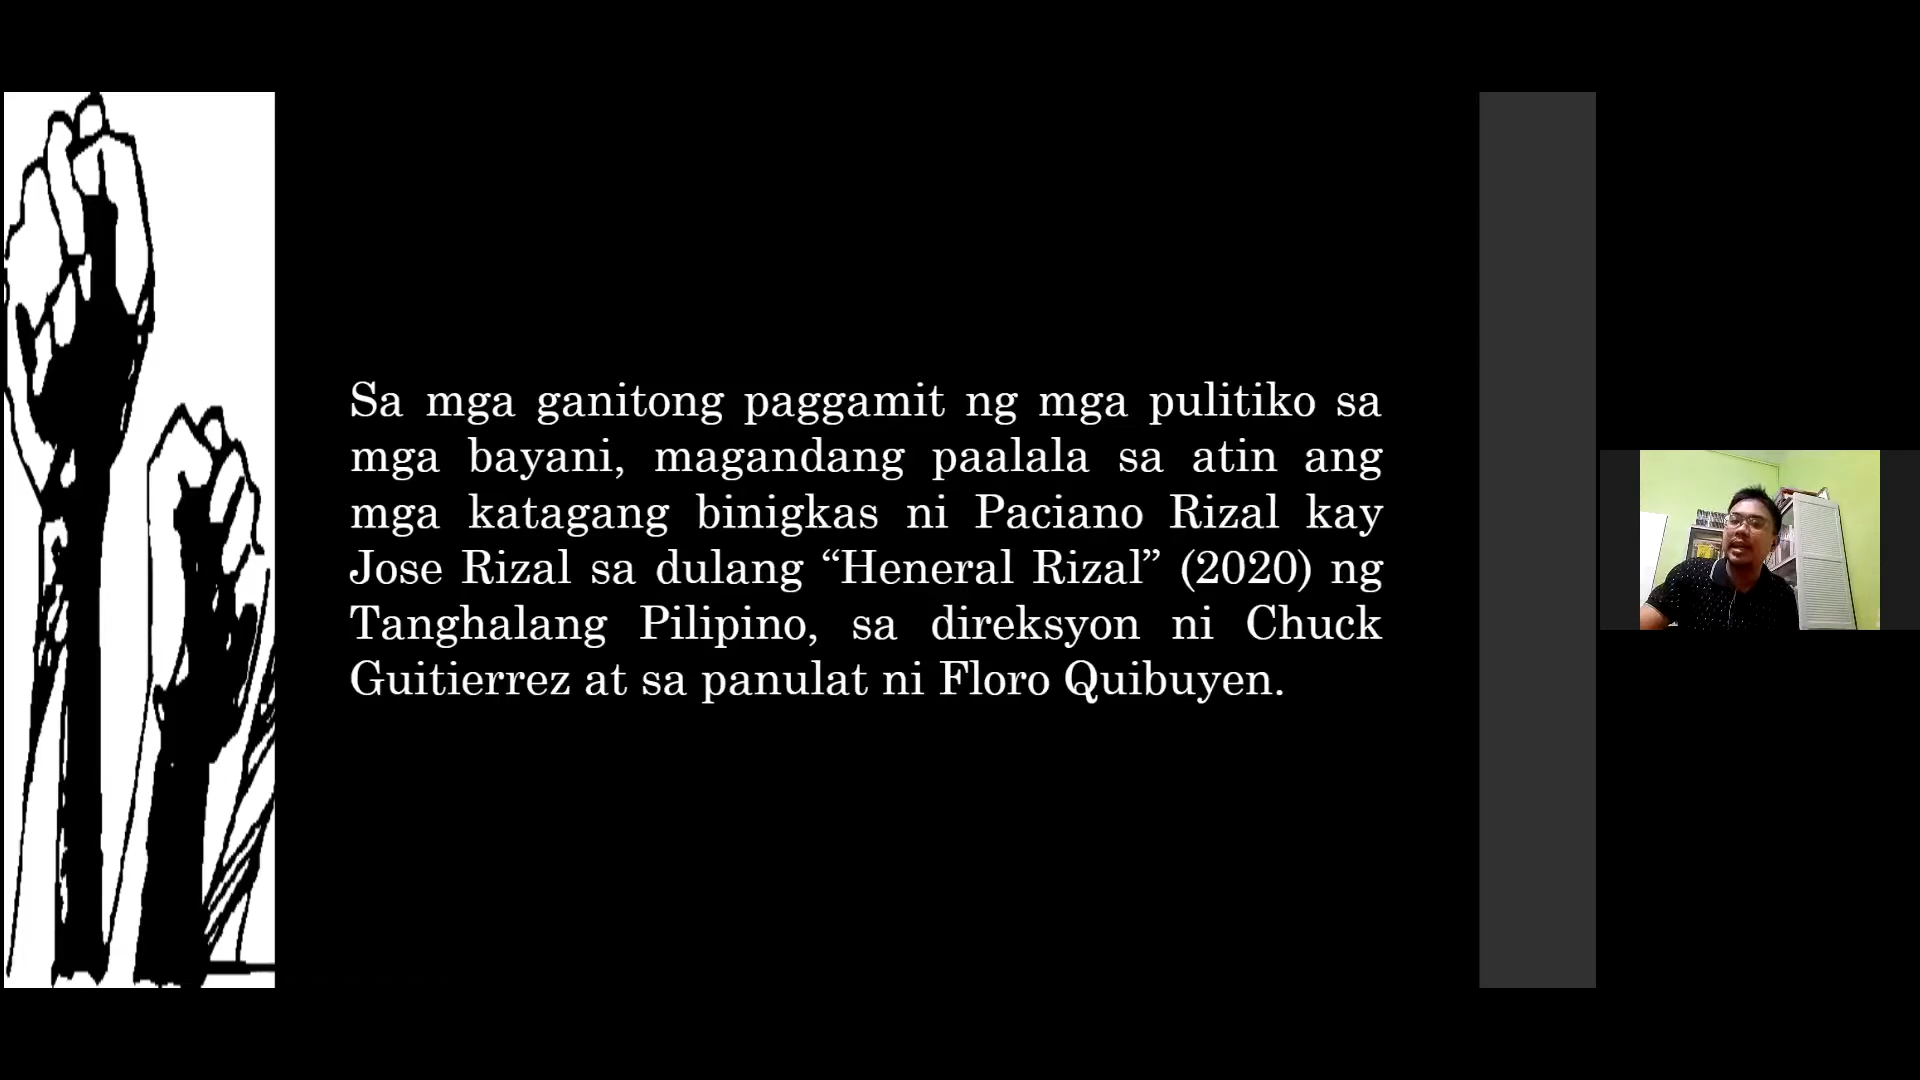 Sa mga ganitong paggamit ng mga pulitiko sa
mga bayani, magandang paalala sa atin ang
mga katagang binigkas ni Paciano Rizal kay
Jose Rizal sa dulang “Heneral Rizal” (2020) ng
Tanghalang Pilipino, sa direksyon ni Chuck
Guitierrez at sa panulat ni Floro Quibuyen.